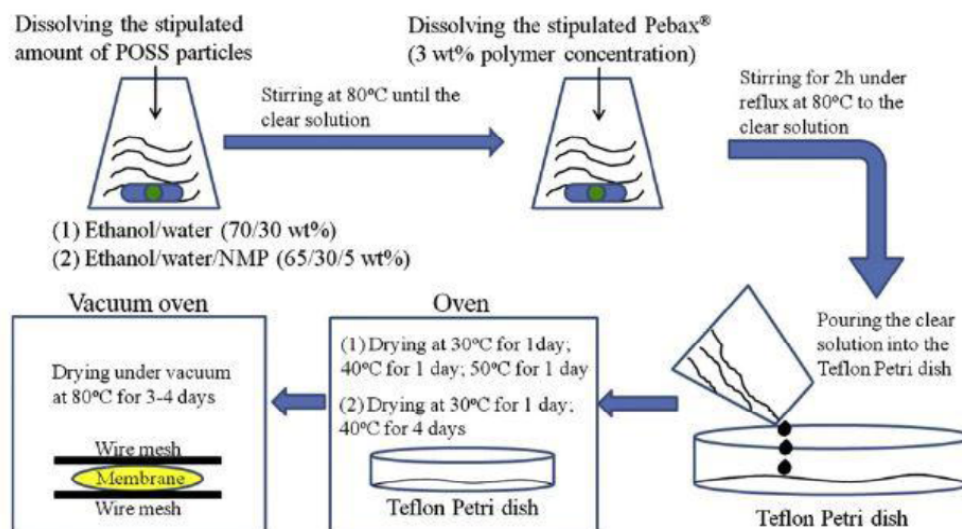 Dissolving the stipulated
amount of POSS particles
Stirring at 80°C until the
clear solution
Dissolving the stipulated Pebax®
(3 wt% polymer concentration)
Stirring for 2h under
reflux at 80°C to the
clear solution
(1) Ethanol/water (70/30 wt%)
(2) Ethanol/water/NMP (65/30/5 wt%)
Pouring the clear
solution into the
Teflon Petri dish
Teflon Petri dish
Oven
(1) Drying at 30°C for 1day;
40°C for 1 day; 50°C for 1 day
(2) Drying at 30°C for 1 day;
40°C for 4 days
Teflon Petri dish
Vacuum oven
Drying under vacuum
at 80°C for 3-4 days
Wire mesh
Membrane
Wire mesh